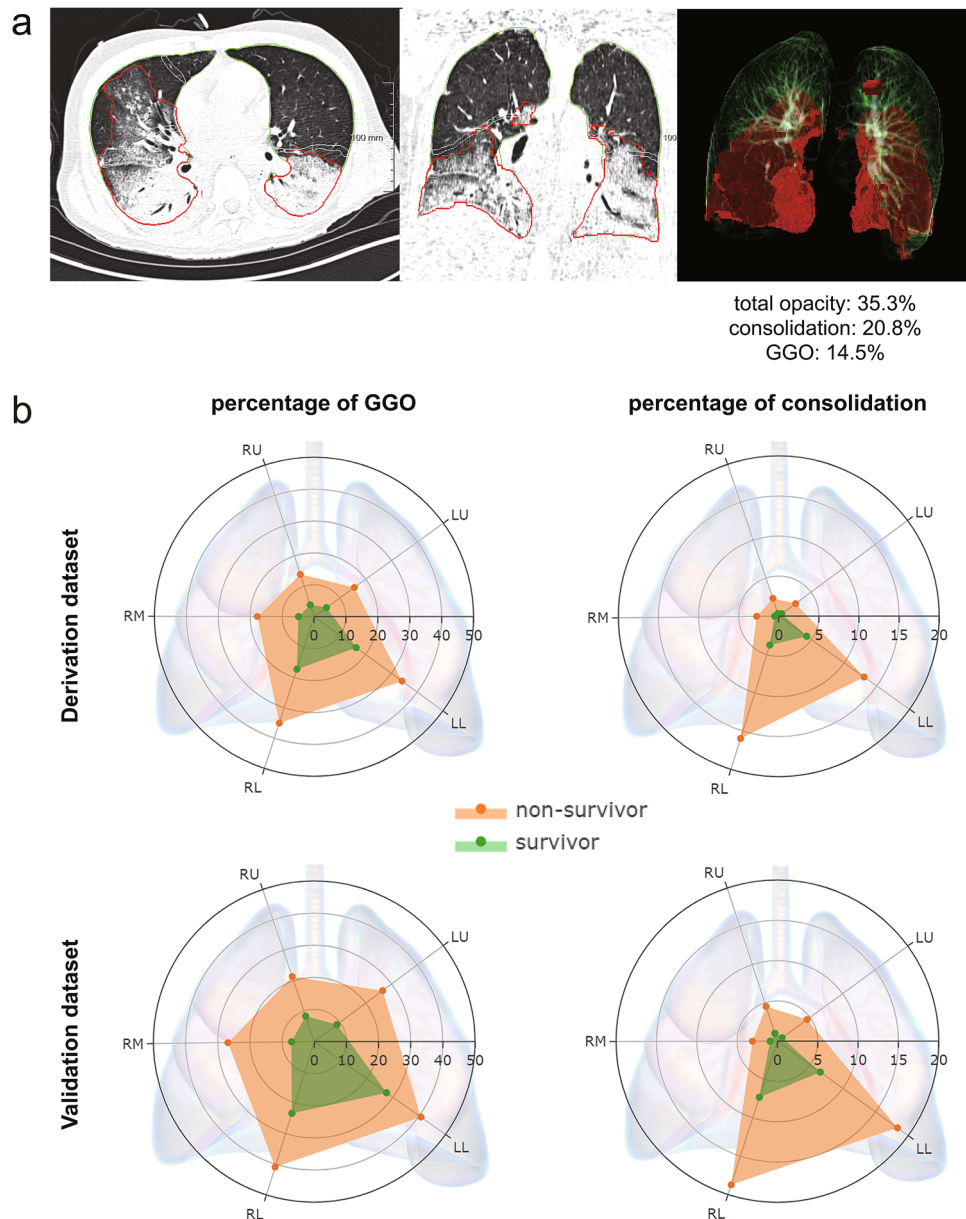 a
100 mm
100
total opacity: 35.3%
consolidation: 20.8%
GGO: 14.5%
b
percentage of GGO
percentage of consolidation
Derivation dataset
RU
LU
RM
0 10 20 30 40 50
LL
RL
RU
LU
RM
0 5 10 15 20
LL
RL
non-survivor
survivor
Validation dataset
RU
LU
RM
0 10 20 30 40 50
LL
RL
RU
LU
RM
0 5 10 15 20
LL
RL